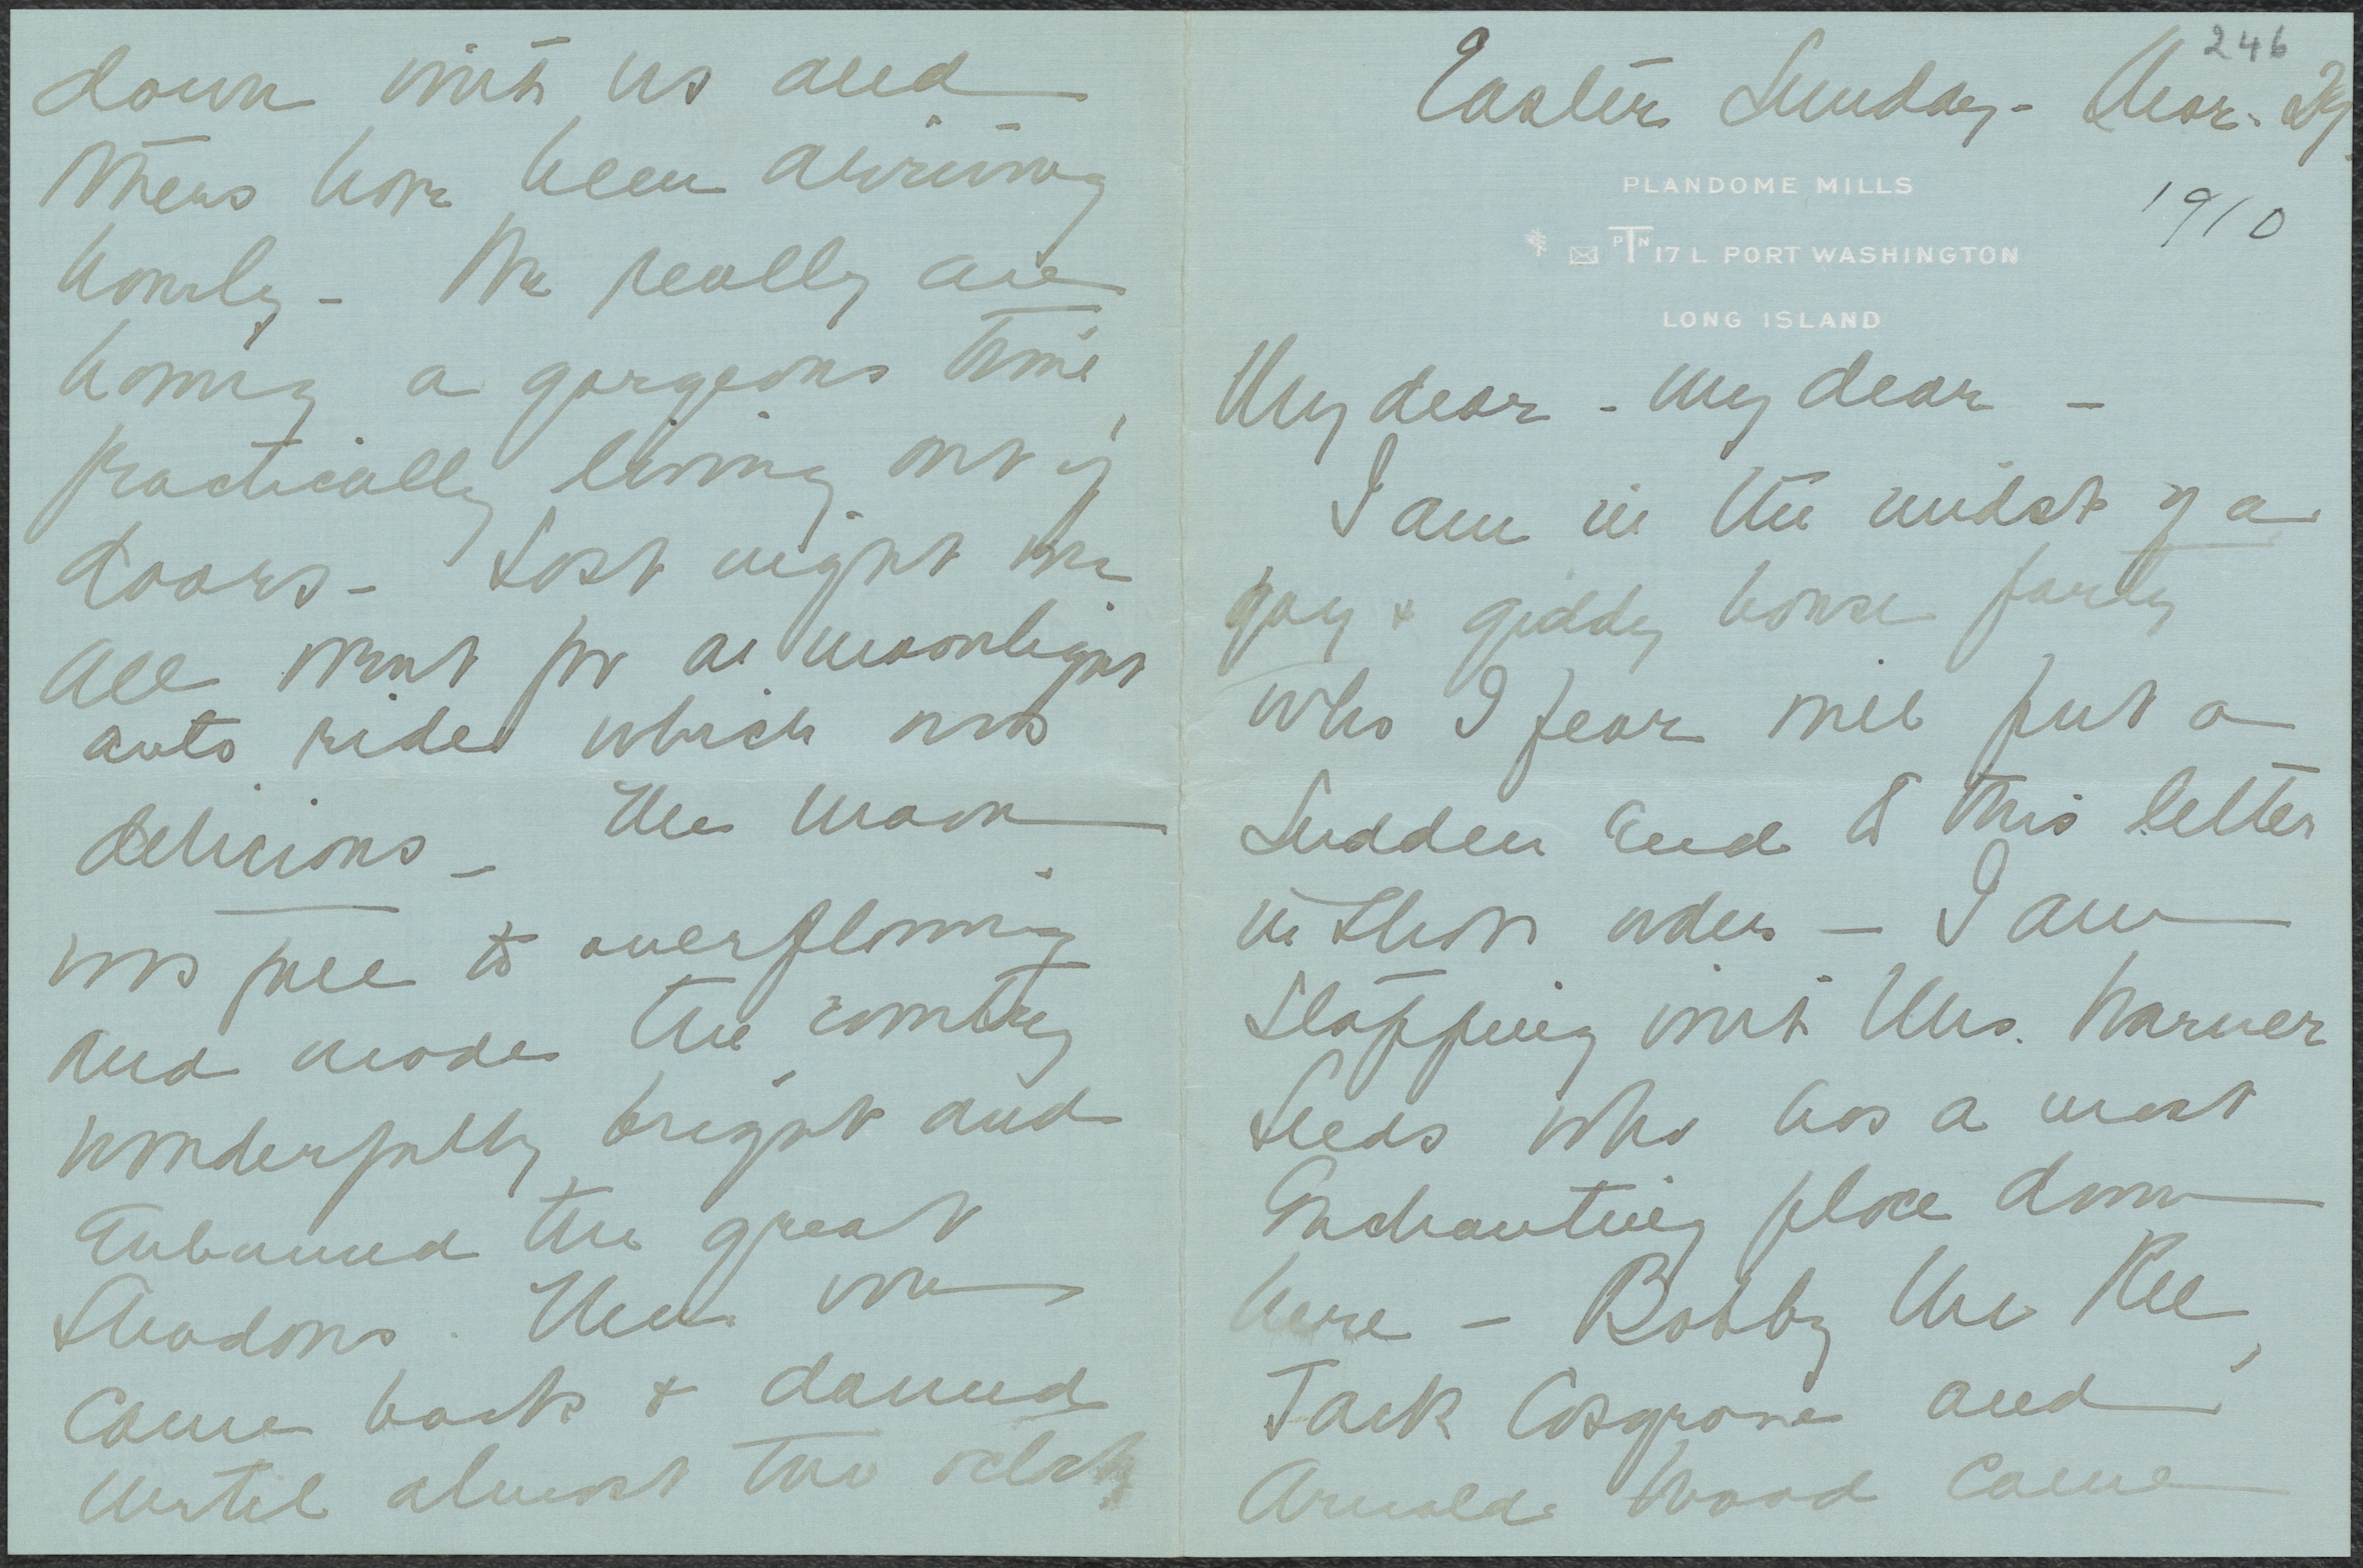 246
Easter Sunday - Mar. 27.
1910
PLANDOME MILLS
PTN 17 L PORT WASHINGTON
LONG ISLAND
My dear - my dear -
I am in the midst of a
gay & giddy house party
who I fear will put a
sudden end to this letter
in short order - I am
stopping with Mrs. Warner
Leeds who has a most
enchanting place down
here - Bobby Mc Kee,
Jack Cosgrove and
Arnold Wood came
down with us and
others have been arriving
hourly - We really are
having a gorgeous time,
practically living out of
doors - Last night we
all went for a moonlight
auto ride which was
delicious - The moon
was full to overflowing
and made the country
wonderfully bright and
enhanced the great
shadows. Then we
came back & danced
until almost two oclock